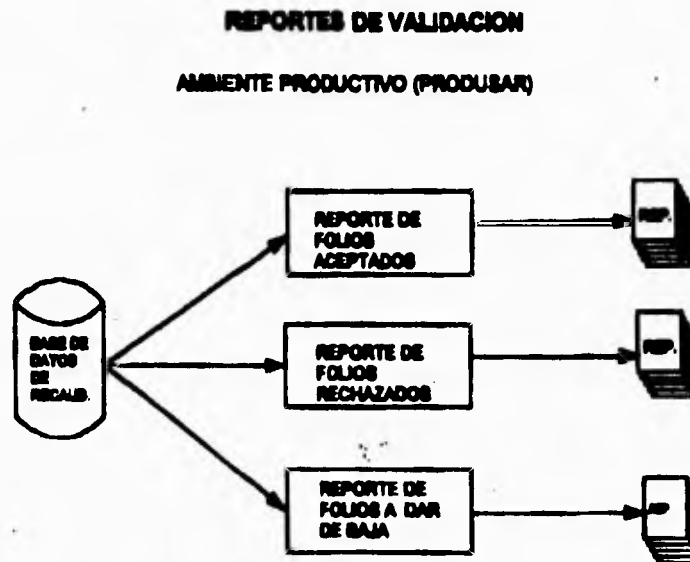 REPORTES DE VALIDACION
AMBIENTE PRODUCTIVO (PRODUSAR)
REPORTE DE
FOLIOS
ACEPTADOS
REP.
BASE DE
DATOS
DE
RECAUD.
REPORTE DE
FOLIOS
RECHAZADOS
REP.
REPORTE DE
FOLIOS A DAR
DE BAJA
REP